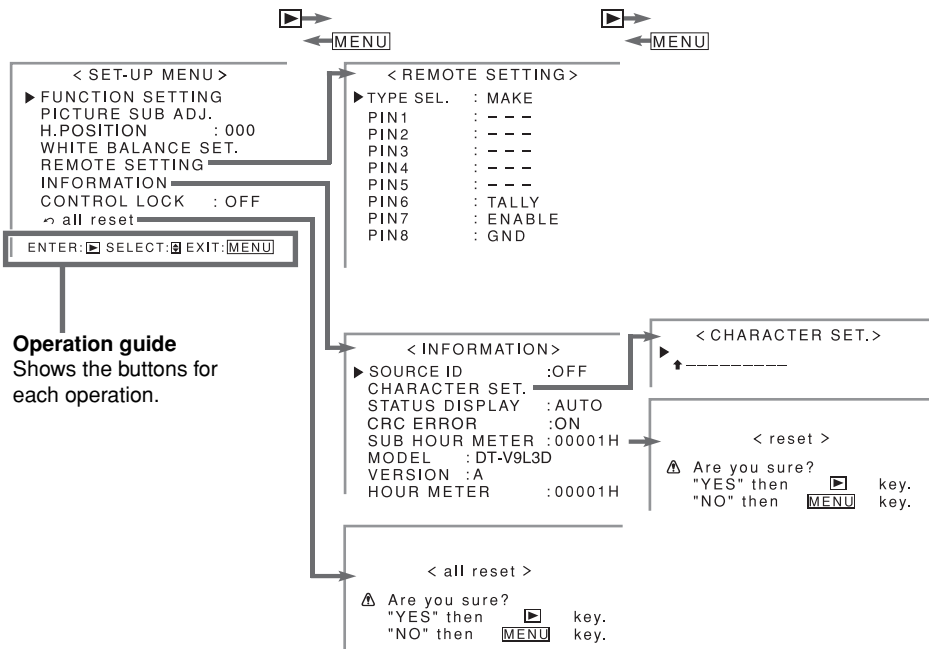 ▶ ▶
MENU MENU
< SET-UP MENU >
▶ FUNCTION SETTING
PICTURE SUB ADJ.
H.POSITION : 000
WHITE BALANCE SET.
REMOTE SETTING
INFORMATION
CONTROL LOCK : OFF
all reset
ENTER: ▶ SELECT: EXIT: MENU
Operation guide
Shows the buttons for
each operation.
< REMOTE SETTING >
▶ TYPE SEL. : MAKE
PIN1 : – – –
PIN2 : – – –
PIN3 : – – –
PIN4 : – – –
PIN5 : – – –
PIN6 : TALLY
PIN7 : ENABLE
PIN8 : GND
< INFORMATION >
▶ SOURCE ID :OFF
CHARACTER SET.
STATUS DISPLAY :AUTO
CRC ERROR :ON
SUB HOUR METER :00001H
MODEL : DT-V9L3D
VERSION :A
HOUR METER :00001H
< CHARACTER SET.>
▶
__________
< reset >
⚠ Are you sure?
"YES" then ▶ key.
"NO" then MENU key.
< all reset >
⚠ Are you sure?
"YES" then ▶ key.
"NO" then MENU key.